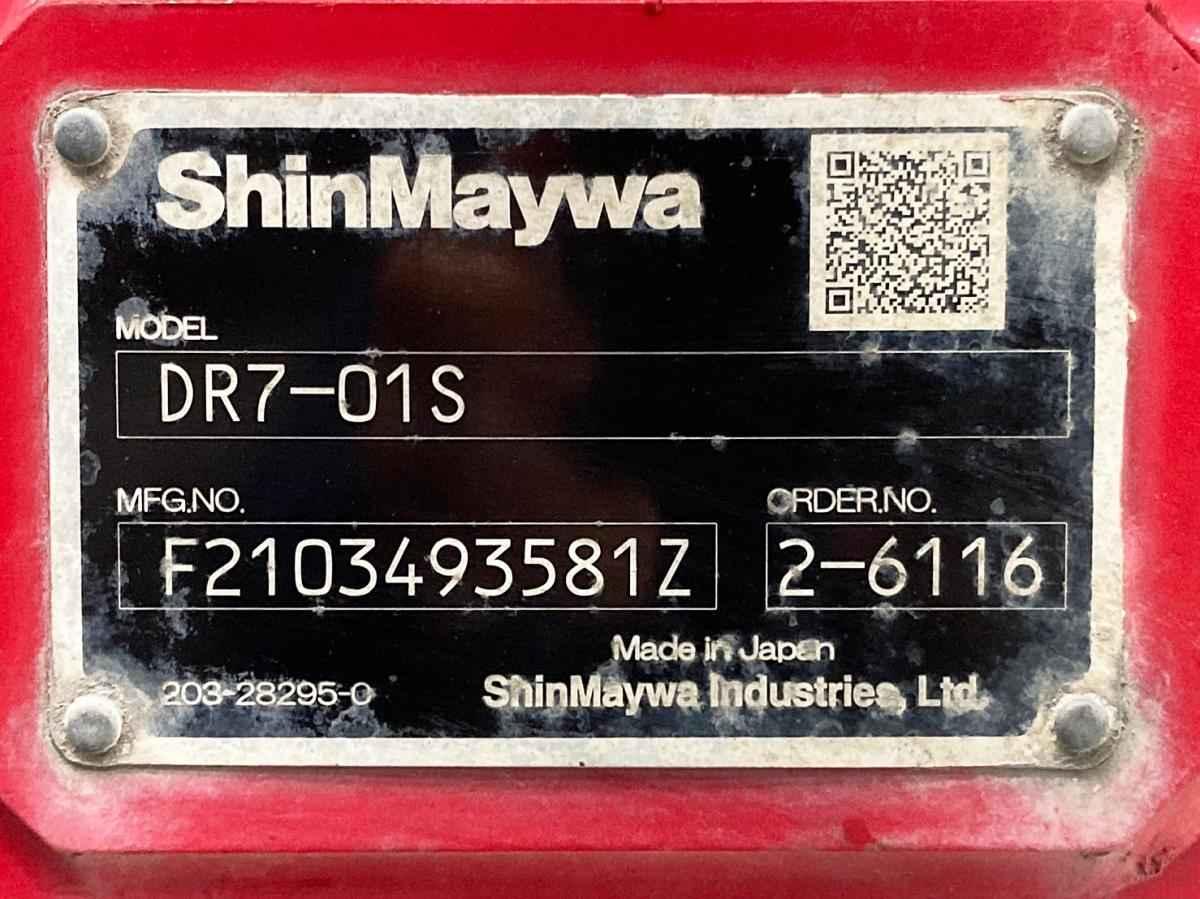 ShinMaywa
MODEL
DR7-01S
MFG.NO. ORDER.NO.
F2103493581Z 2-6116
Made in Japan
203-28295-0 ShinMaywa Industries, Ltd.